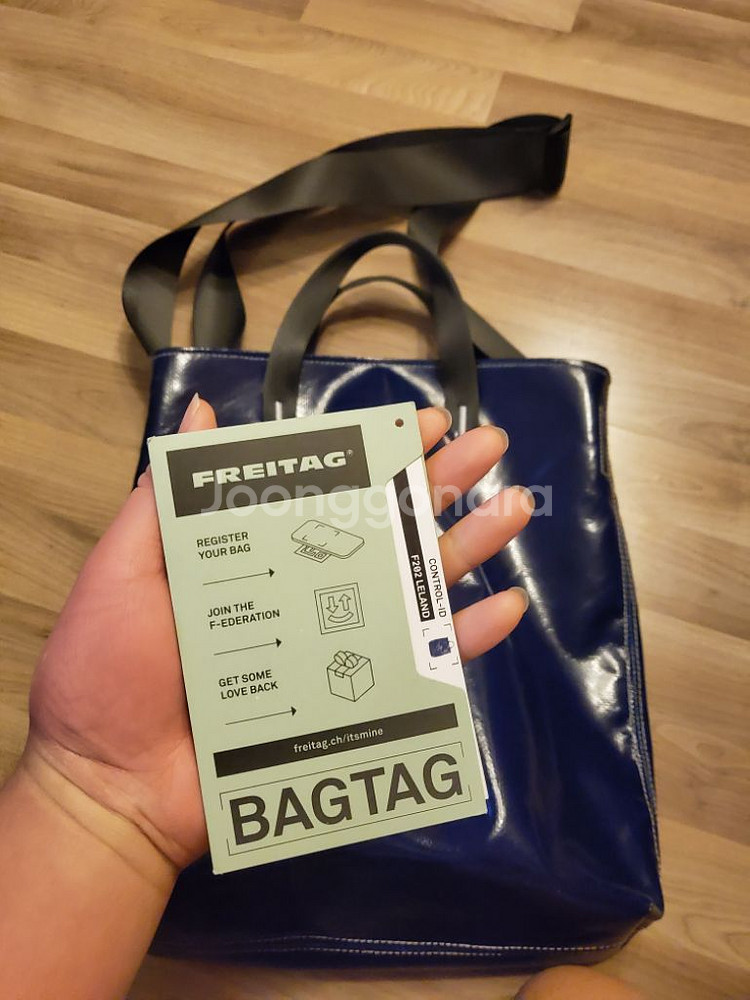 FREITAG®
Joonggonara
REGISTER
YOUR BAG
JOIN THE
F-EDERATION
GET SOME
LOVE BACK
CONTROL-ID
F202 LELAND
freitag.ch/itsmine
BAGTAG